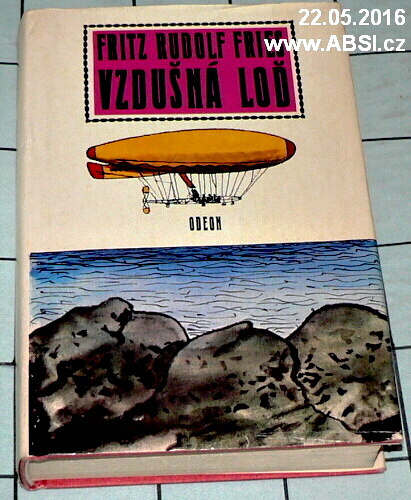 22.05.2016
www.ABSI.cz
FRITZ RUDOLF FRIES
VZDUŠNÁ LOĎ
ODEON